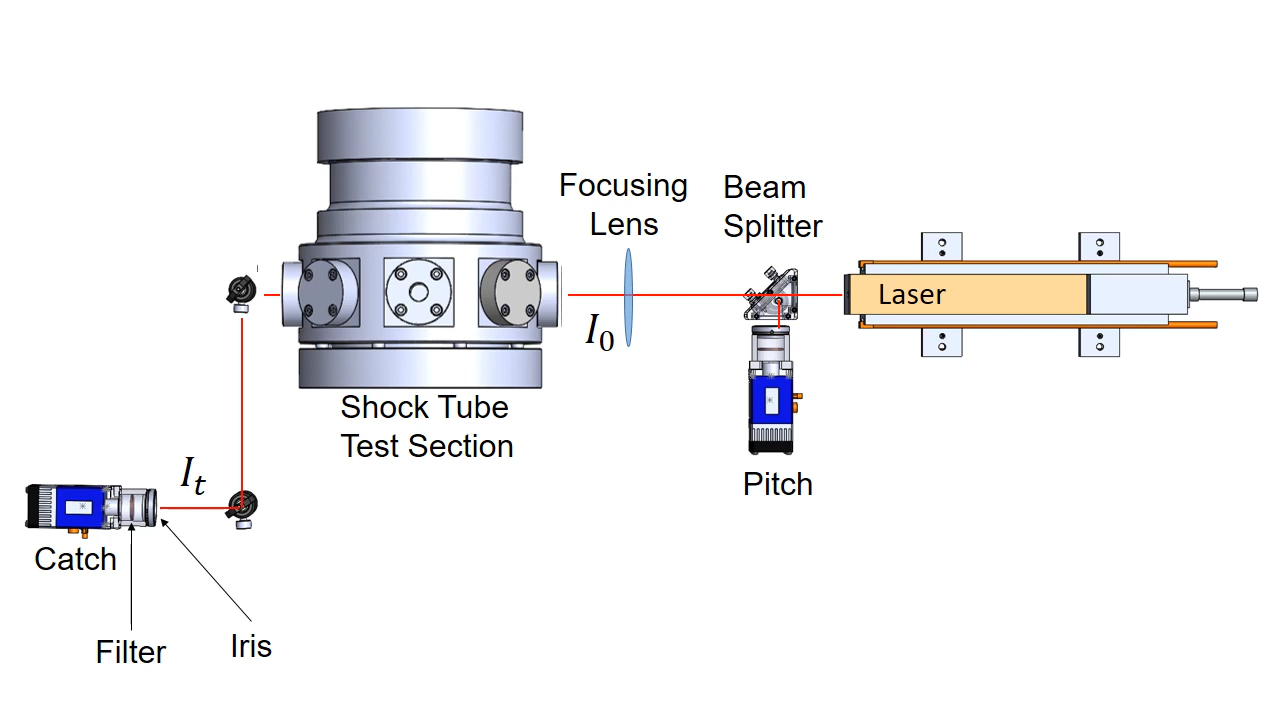 Focusing
Lens
Beam
Splitter
Laser
I₀
Shock Tube
Test Section
Iₜ
Pitch
Catch
Filter
Iris